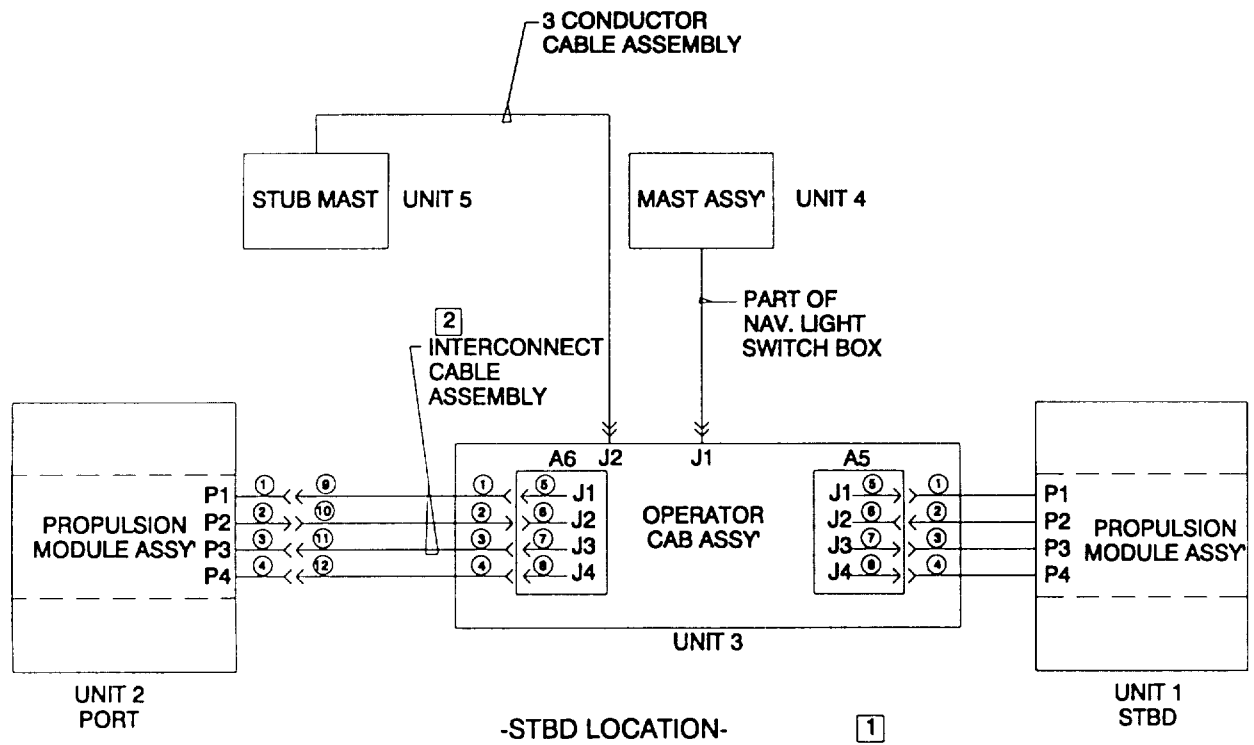 3 CONDUCTOR
CABLE ASSEMBLY
STUB MAST
UNIT 5
MAST ASSY'
UNIT 4
PART OF
NAV. LIGHT
SWITCH BOX
2
INTERCONNECT
CABLE
ASSEMBLY
A6 J2 J1 A5
P1 1 9 1 5 J1
P2 2 10 2 6 J2
P3 3 11 3 7 J3
P4 4 12 4 8 J4
PROPULSION
MODULE ASSY'
OPERATOR
CAB ASSY'
J1 5 1 P1
J2 6 2 P2
J3 7 3 P3
J4 8 4 P4
PROPULSION
MODULE ASSY'
UNIT 3
UNIT 2
PORT
UNIT 1
STBD
-STBD LOCATION-
1